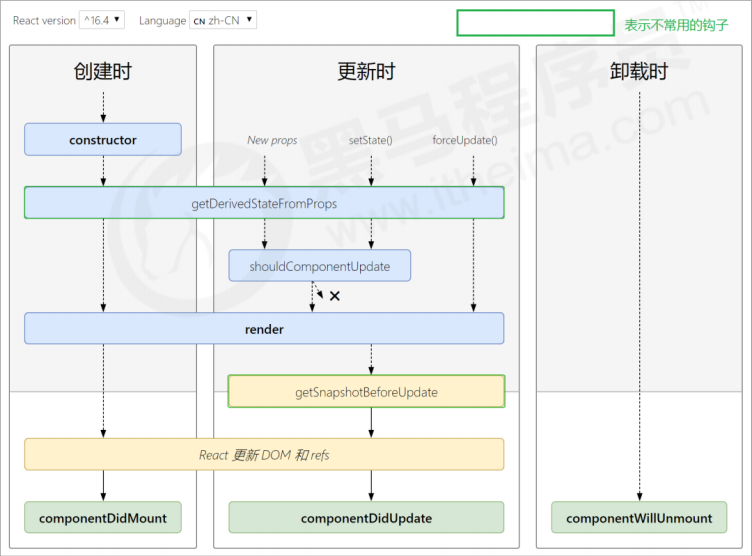 React version ^16.4 Language CN zh-CN
表示不常用的钩子
创建时 更新时 卸载时
constructor New props setState() forceUpdate()
getDerivedStateFromProps
shouldComponentUpdate
render
getSnapshotBeforeUpdate
React 更新 DOM 和 refs
componentDidMount componentDidUpdate componentWillUnmount
黑马程序员TM
www.itheima.com